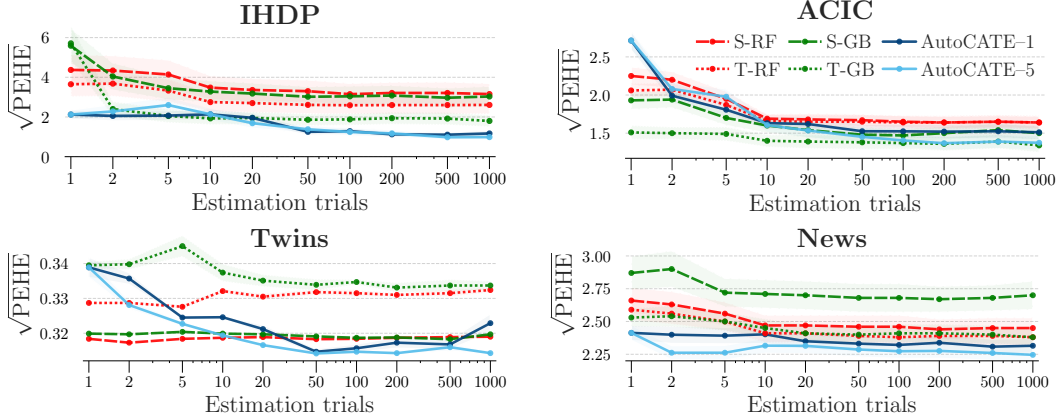 IHDP
√PEHE
6
4
2
0
1 2 5 10 20 50 100 200 500 1000
Estimation trials
ACIC
√PEHE
S-RF S-GB AutoCATE–1
T-RF T-GB AutoCATE–5
2.5
2.0
1.5
1 2 5 10 20 50 100 200 500 1000
Estimation trials
Twins
√PEHE
0.34
0.33
0.32
1 2 5 10 20 50 100 200 500 1000
Estimation trials
News
√PEHE
3.00
2.75
2.50
2.25
1 2 5 10 20 50 100 200 500 1000
Estimation trials